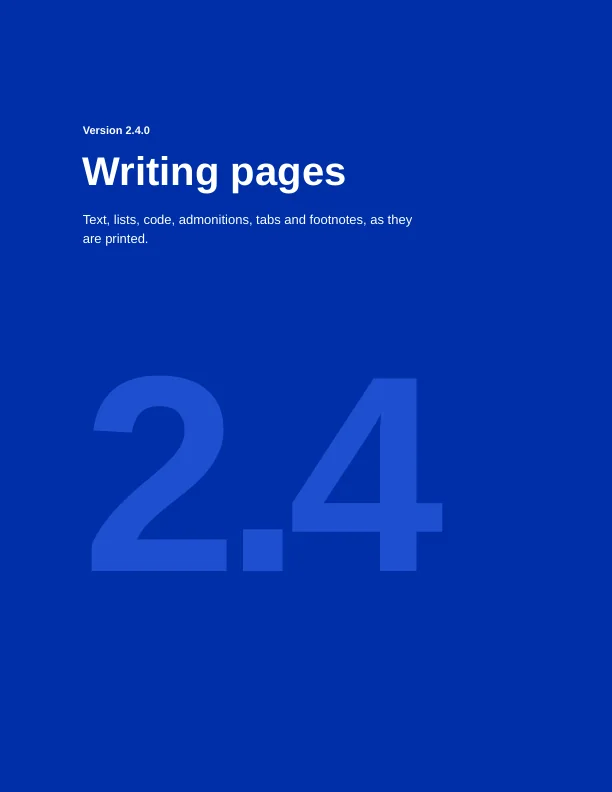 Version 2.4.0
Writing pages
Text, lists, code, admonitions, tabs and footnotes, as they
are printed.
2.4